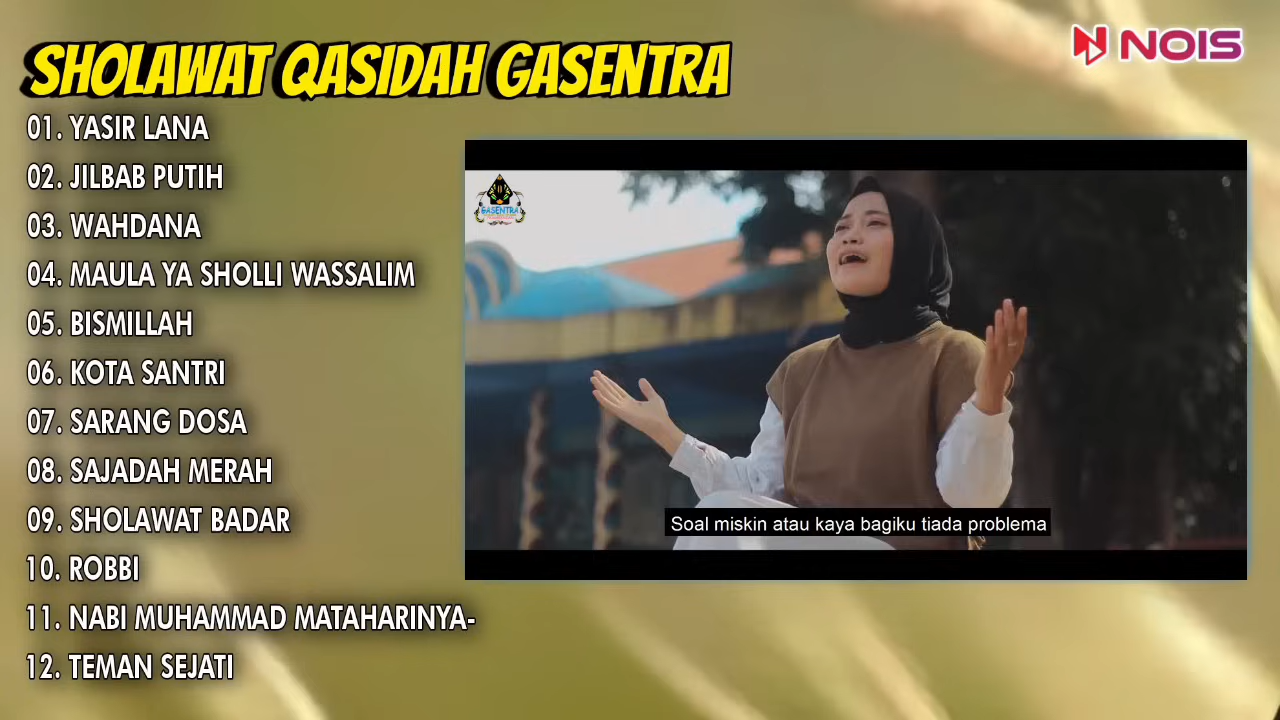 SHOLAWAT QASIDAH GASENTRA
NOIS
01. YASIR LANA
02. JILBAB PUTIH
03. WAHDANA
04. MAULA YA SHOLLI WASSALIM
05. BISMILLAH
06. KOTA SANTRI
07. SARANG DOSA
08. SAJADAH MERAH
09. SHOLAWAT BADAR
10. ROBBI
11. NABI MUHAMMAD MATAHARINYA-
12. TEMAN SEJATI
GASENTRA
Soal miskin atau kaya bagiku tiada problema